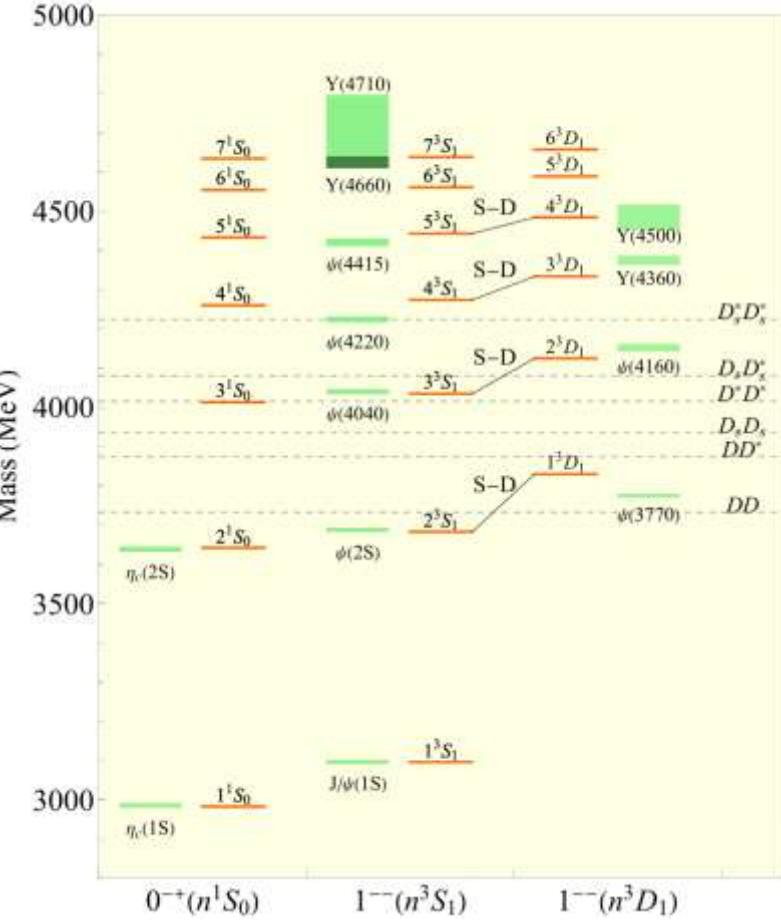 5000
Y(4710)
7¹S₀
7³S₁
6³D₁
5³D₁
6¹S₀
Y(4660)
6³S₁
4500
5¹S₀
5³S₁
S–D
4³D₁
Y(4500)
ψ(4415)
4¹S₀
4³S₁
S–D
3³D₁
Y(4360)
D*ₛD*ₛ
ψ(4220)
S–D
2³D₁
ψ(4160)
DₛD*ₛ
D*D*
4000
3¹S₀
ψ(4040)
3³S₁
DₛDₛ
DD*
Mass (MeV)
S–D
1³D₁
ψ(3770)
DD
2¹S₀
2³S₁
ψ(2S)
η꜀(2S)
3500
1³S₁
J/ψ(1S)
3000
1¹S₀
η꜀(1S)
0⁻⁺(n¹S₀)
1⁻⁻(n³S₁)
1⁻⁻(n³D₁)